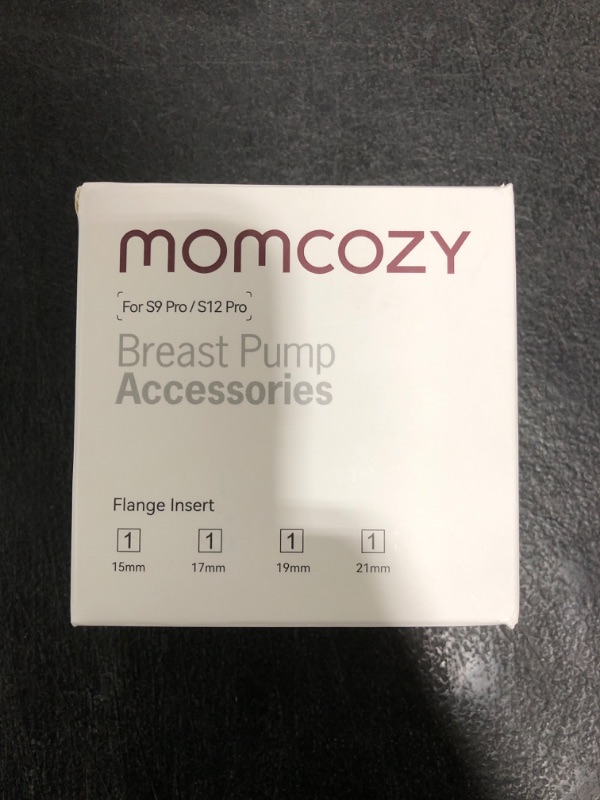 momcozy
For S9 Pro / S12 Pro
Breast Pump
Accessories
Flange Insert
1 1 1 1
15mm 17mm 19mm 21mm